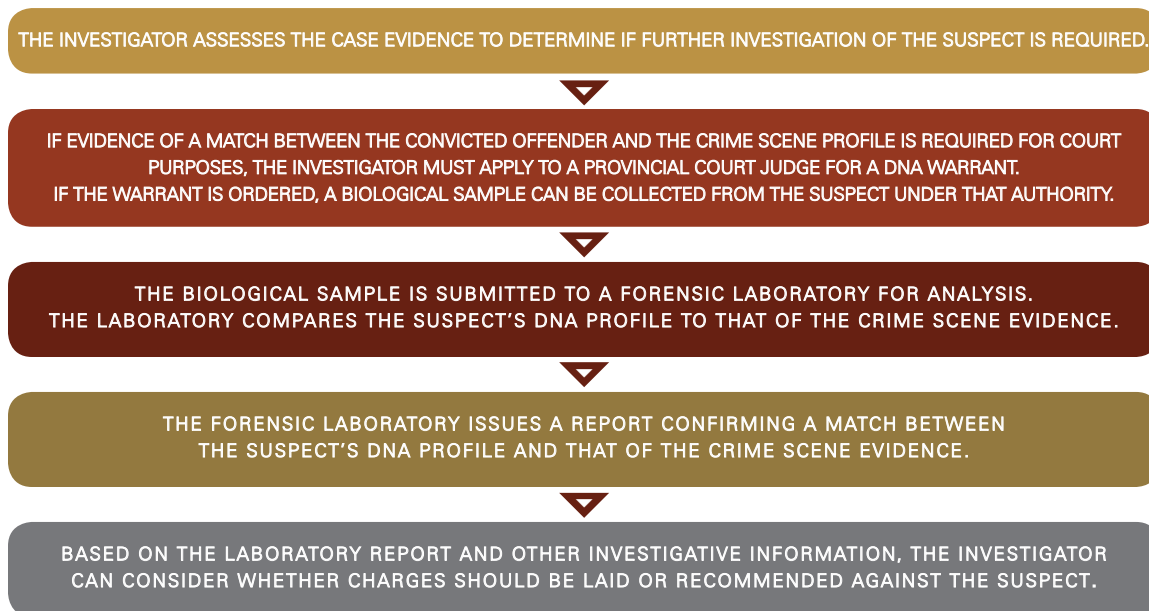 THE INVESTIGATOR ASSESSES THE CASE EVIDENCE TO DETERMINE IF FURTHER INVESTIGATION OF THE SUSPECT IS REQUIRED.
IF EVIDENCE OF A MATCH BETWEEN THE CONVICTED OFFENDER AND THE CRIME SCENE PROFILE IS REQUIRED FOR COURT
PURPOSES, THE INVESTIGATOR MUST APPLY TO A PROVINCIAL COURT JUDGE FOR A DNA WARRANT.
IF THE WARRANT IS ORDERED, A BIOLOGICAL SAMPLE CAN BE COLLECTED FROM THE SUSPECT UNDER THAT AUTHORITY.
THE BIOLOGICAL SAMPLE IS SUBMITTED TO A FORENSIC LABORATORY FOR ANALYSIS.
THE LABORATORY COMPARES THE SUSPECT'S DNA PROFILE TO THAT OF THE CRIME SCENE EVIDENCE.
THE FORENSIC LABORATORY ISSUES A REPORT CONFIRMING A MATCH BETWEEN
THE SUSPECT'S DNA PROFILE AND THAT OF THE CRIME SCENE EVIDENCE.
BASED ON THE LABORATORY REPORT AND OTHER INVESTIGATIVE INFORMATION, THE INVESTIGATOR
CAN CONSIDER WHETHER CHARGES SHOULD BE LAID OR RECOMMENDED AGAINST THE SUSPECT.